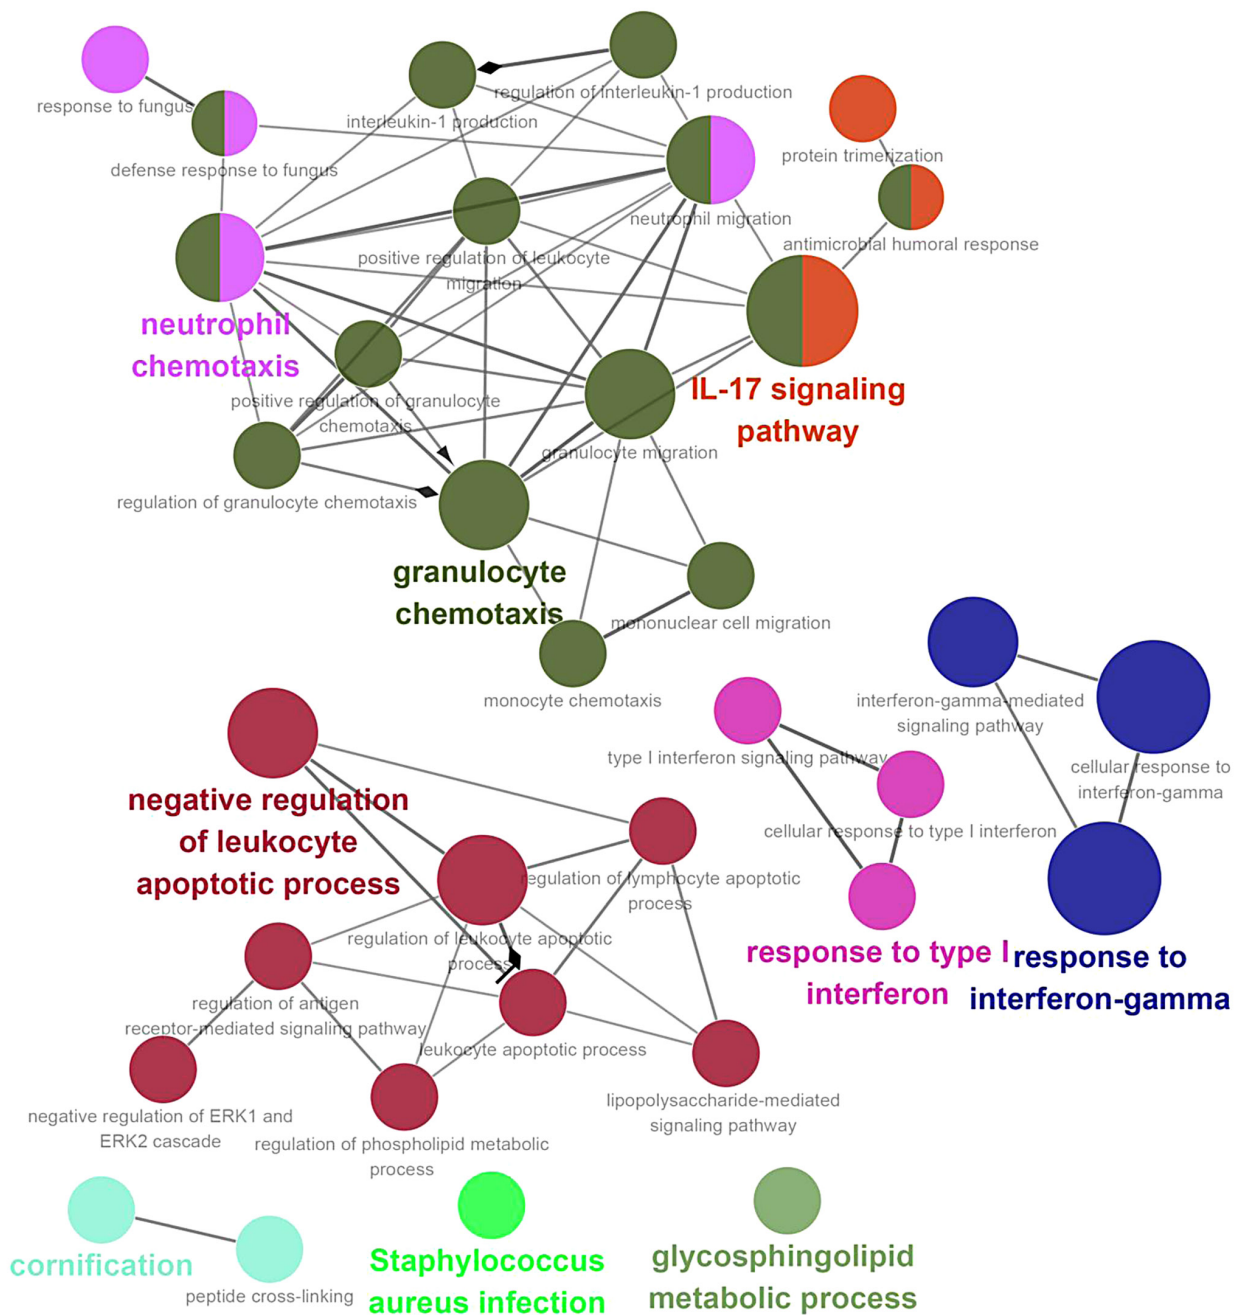 response to fungus
defense response to fungus
interleukin-1 production
regulation of interleukin-1 production
protein trimerization
neutrophil migration
antimicrobial humoral response
positive regulation of leukocyte
migration
neutrophil
chemotaxis
IL-17 signaling
pathway
positive regulation of granulocyte
chemotaxis
granulocyte migration
regulation of granulocyte chemotaxis
granulocyte
chemotaxis
mononuclear cell migration
monocyte chemotaxis
interferon-gamma-mediated
signaling pathway
type I interferon signaling pathway
cellular response to
interferon-gamma
cellular response to type I interferon
response to type I
interferon
response to
interferon-gamma
negative regulation
of leukocyte
apoptotic process
regulation of lymphocyte apoptotic
process
regulation of leukocyte apoptotic
process
regulation of antigen
receptor-mediated signaling pathway
leukocyte apoptotic process
negative regulation of ERK1 and
ERK2 cascade
regulation of phospholipid metabolic
process
lipopolysaccharide-mediated
signaling pathway
cornification
peptide cross-linking
Staphylococcus
aureus infection
glycosphingolipid
metabolic process